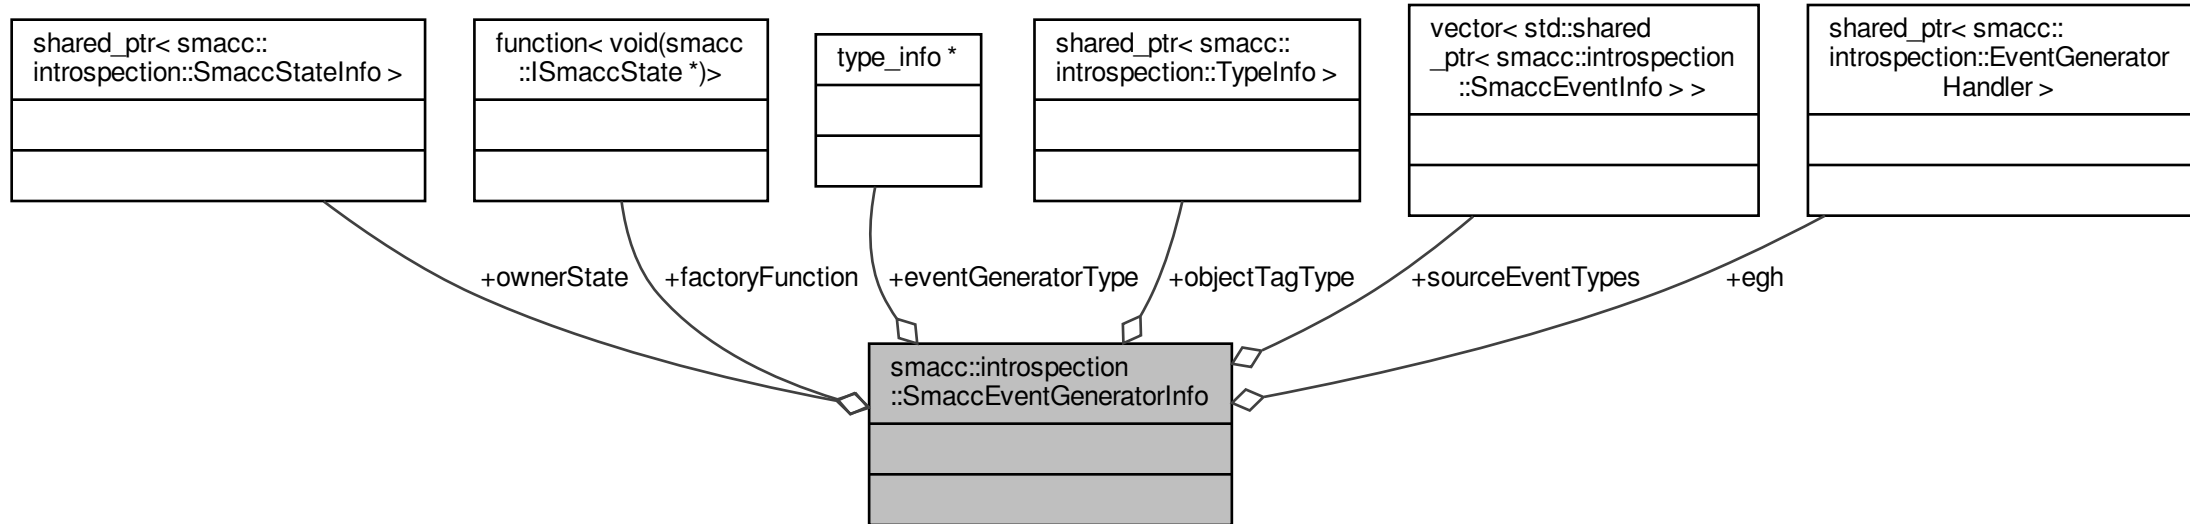 shared_ptr< smacc::
introspection::SmaccStateInfo >
function< void(smacc
::ISmaccState *)>
type_info *
shared_ptr< smacc::
introspection::TypeInfo >
vector< std::shared
_ptr< smacc::introspection
::SmaccEventInfo > >
shared_ptr< smacc::
introspection::EventGenerator
Handler >
+ownerState
+factoryFunction
+eventGeneratorType
+objectTagType
+sourceEventTypes
+egh
smacc::introspection
::SmaccEventGeneratorInfo